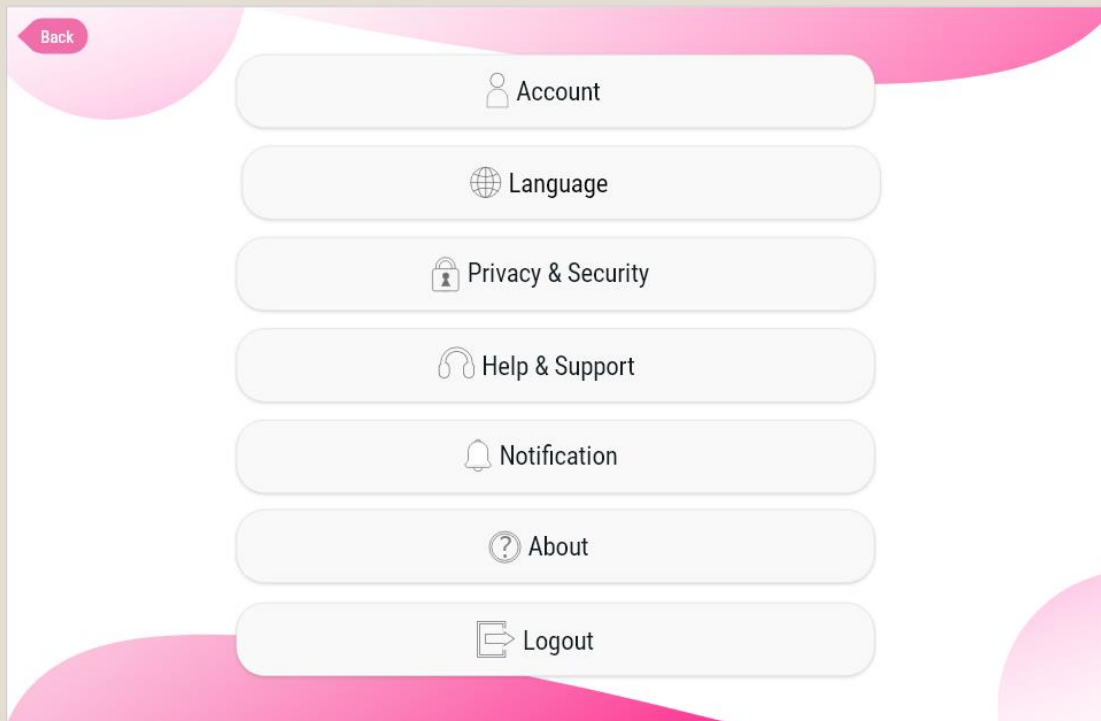 Back
Account
Language
Privacy & Security
Help & Support
Notification
About
Logout